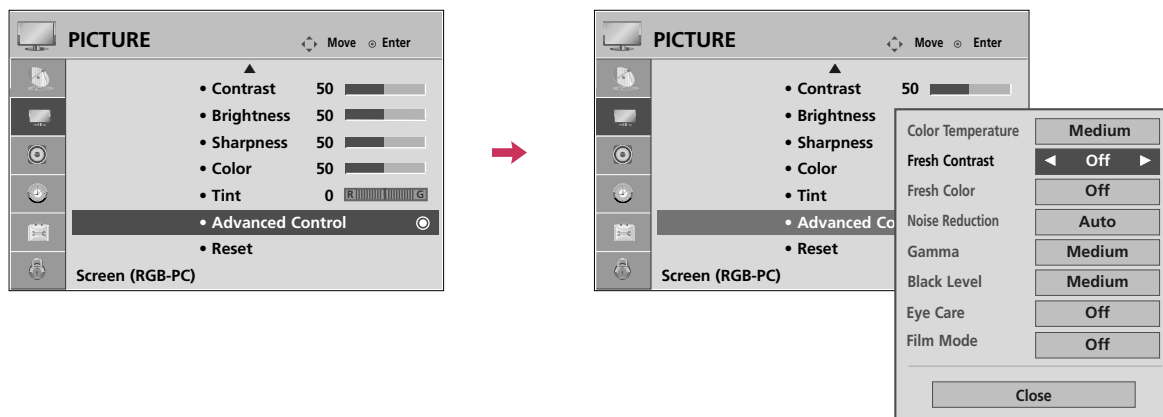 PICTURE
Move
Enter
• Contrast 50
• Brightness 50
• Sharpness 50
• Color 50
• Tint 0 R G
• Advanced Control
• Reset
Screen (RGB-PC)
PICTURE
Move
Enter
• Contrast 50
• Brightness
• Sharpness
• Color
• Tint
• Advanced Co
• Reset
Screen (RGB-PC)
Color Temperature Medium
Fresh Contrast ◄ Off ►
Fresh Color Off
Noise Reduction Auto
Gamma Medium
Black Level Medium
Eye Care Off
Film Mode Off
Close